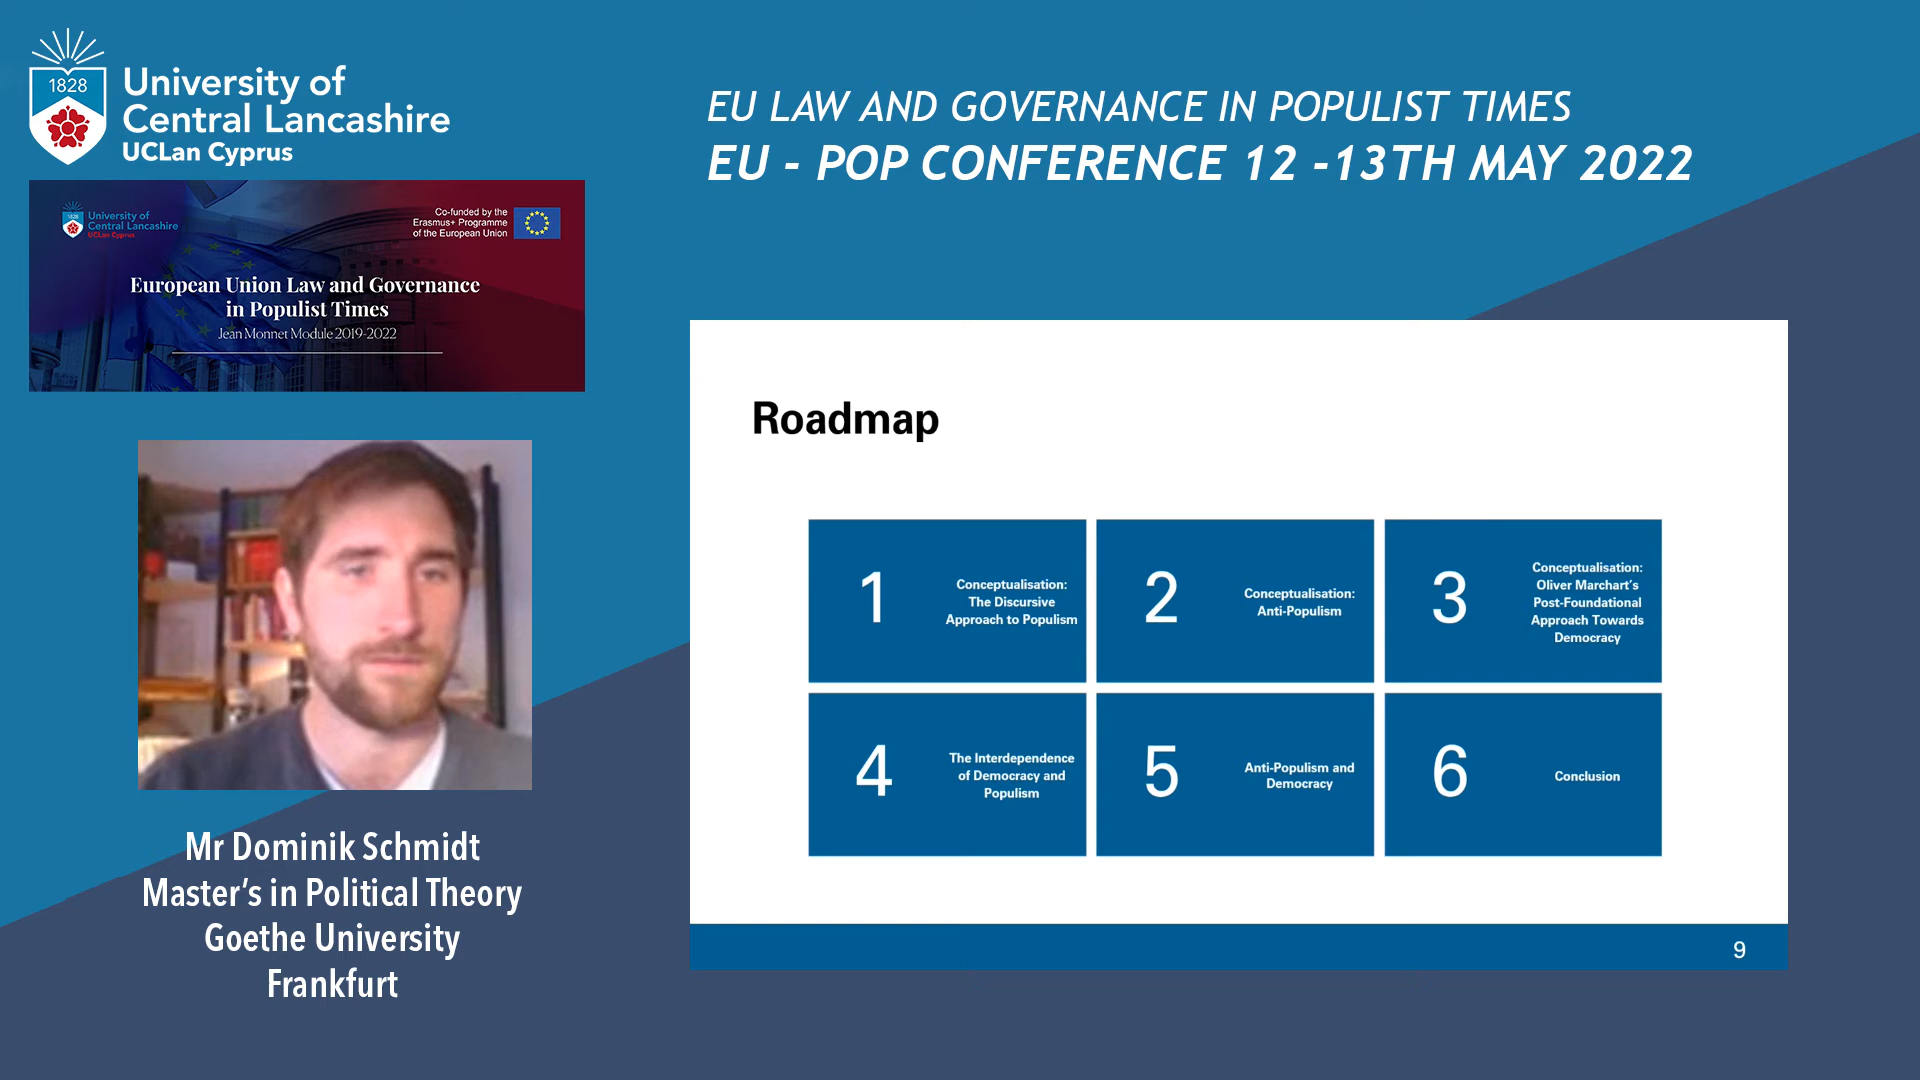 1828
University of
Central Lancashire
UCLan Cyprus
EU LAW AND GOVERNANCE IN POPULIST TIMES
EU - POP CONFERENCE 12 -13TH MAY 2022
1828
University of
Central Lancashire
UCLan Cyprus
Co-funded by the
Erasmus+ Programme
of the European Union
European Union Law and Governance
in Populist Times
Jean Monnet Module 2019-2022
Mr Dominik Schmidt
Master's in Political Theory
Goethe University
Frankfurt
Roadmap
1
Conceptualisation:
The Discursive
Approach to Populism
2
Conceptualisation:
Anti-Populism
3
Conceptualisation:
Oliver Marchart's
Post-Foundational
Approach Towards
Democracy
4
The Interdependence
of Democracy and
Populism
5
Anti-Populism and
Democracy
6
Conclusion
9